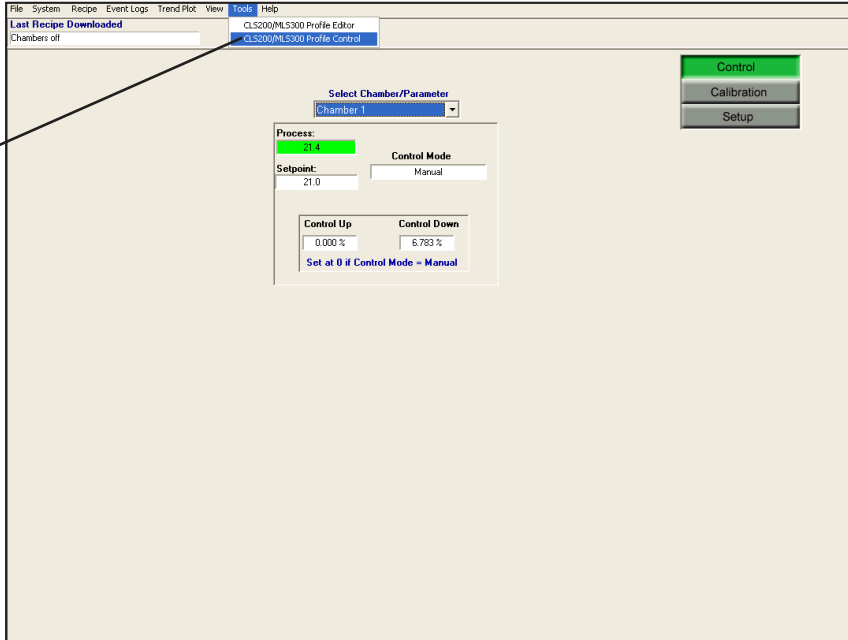 File System Recipe Event Logs Trend Plot View Tools Help
Last Recipe Downloaded
Chambers off
CLS200/MLS300 Profile Editor
CLS200/MLS300 Profile Control
Control
Calibration
Setup
Select Chamber/Parameter
Chamber 1
Process:
21.4
Control Mode
Manual
Setpoint:
21.0
Control Up Control Down
0.000 % 6.783 %
Set at 0 if Control Mode = Manual